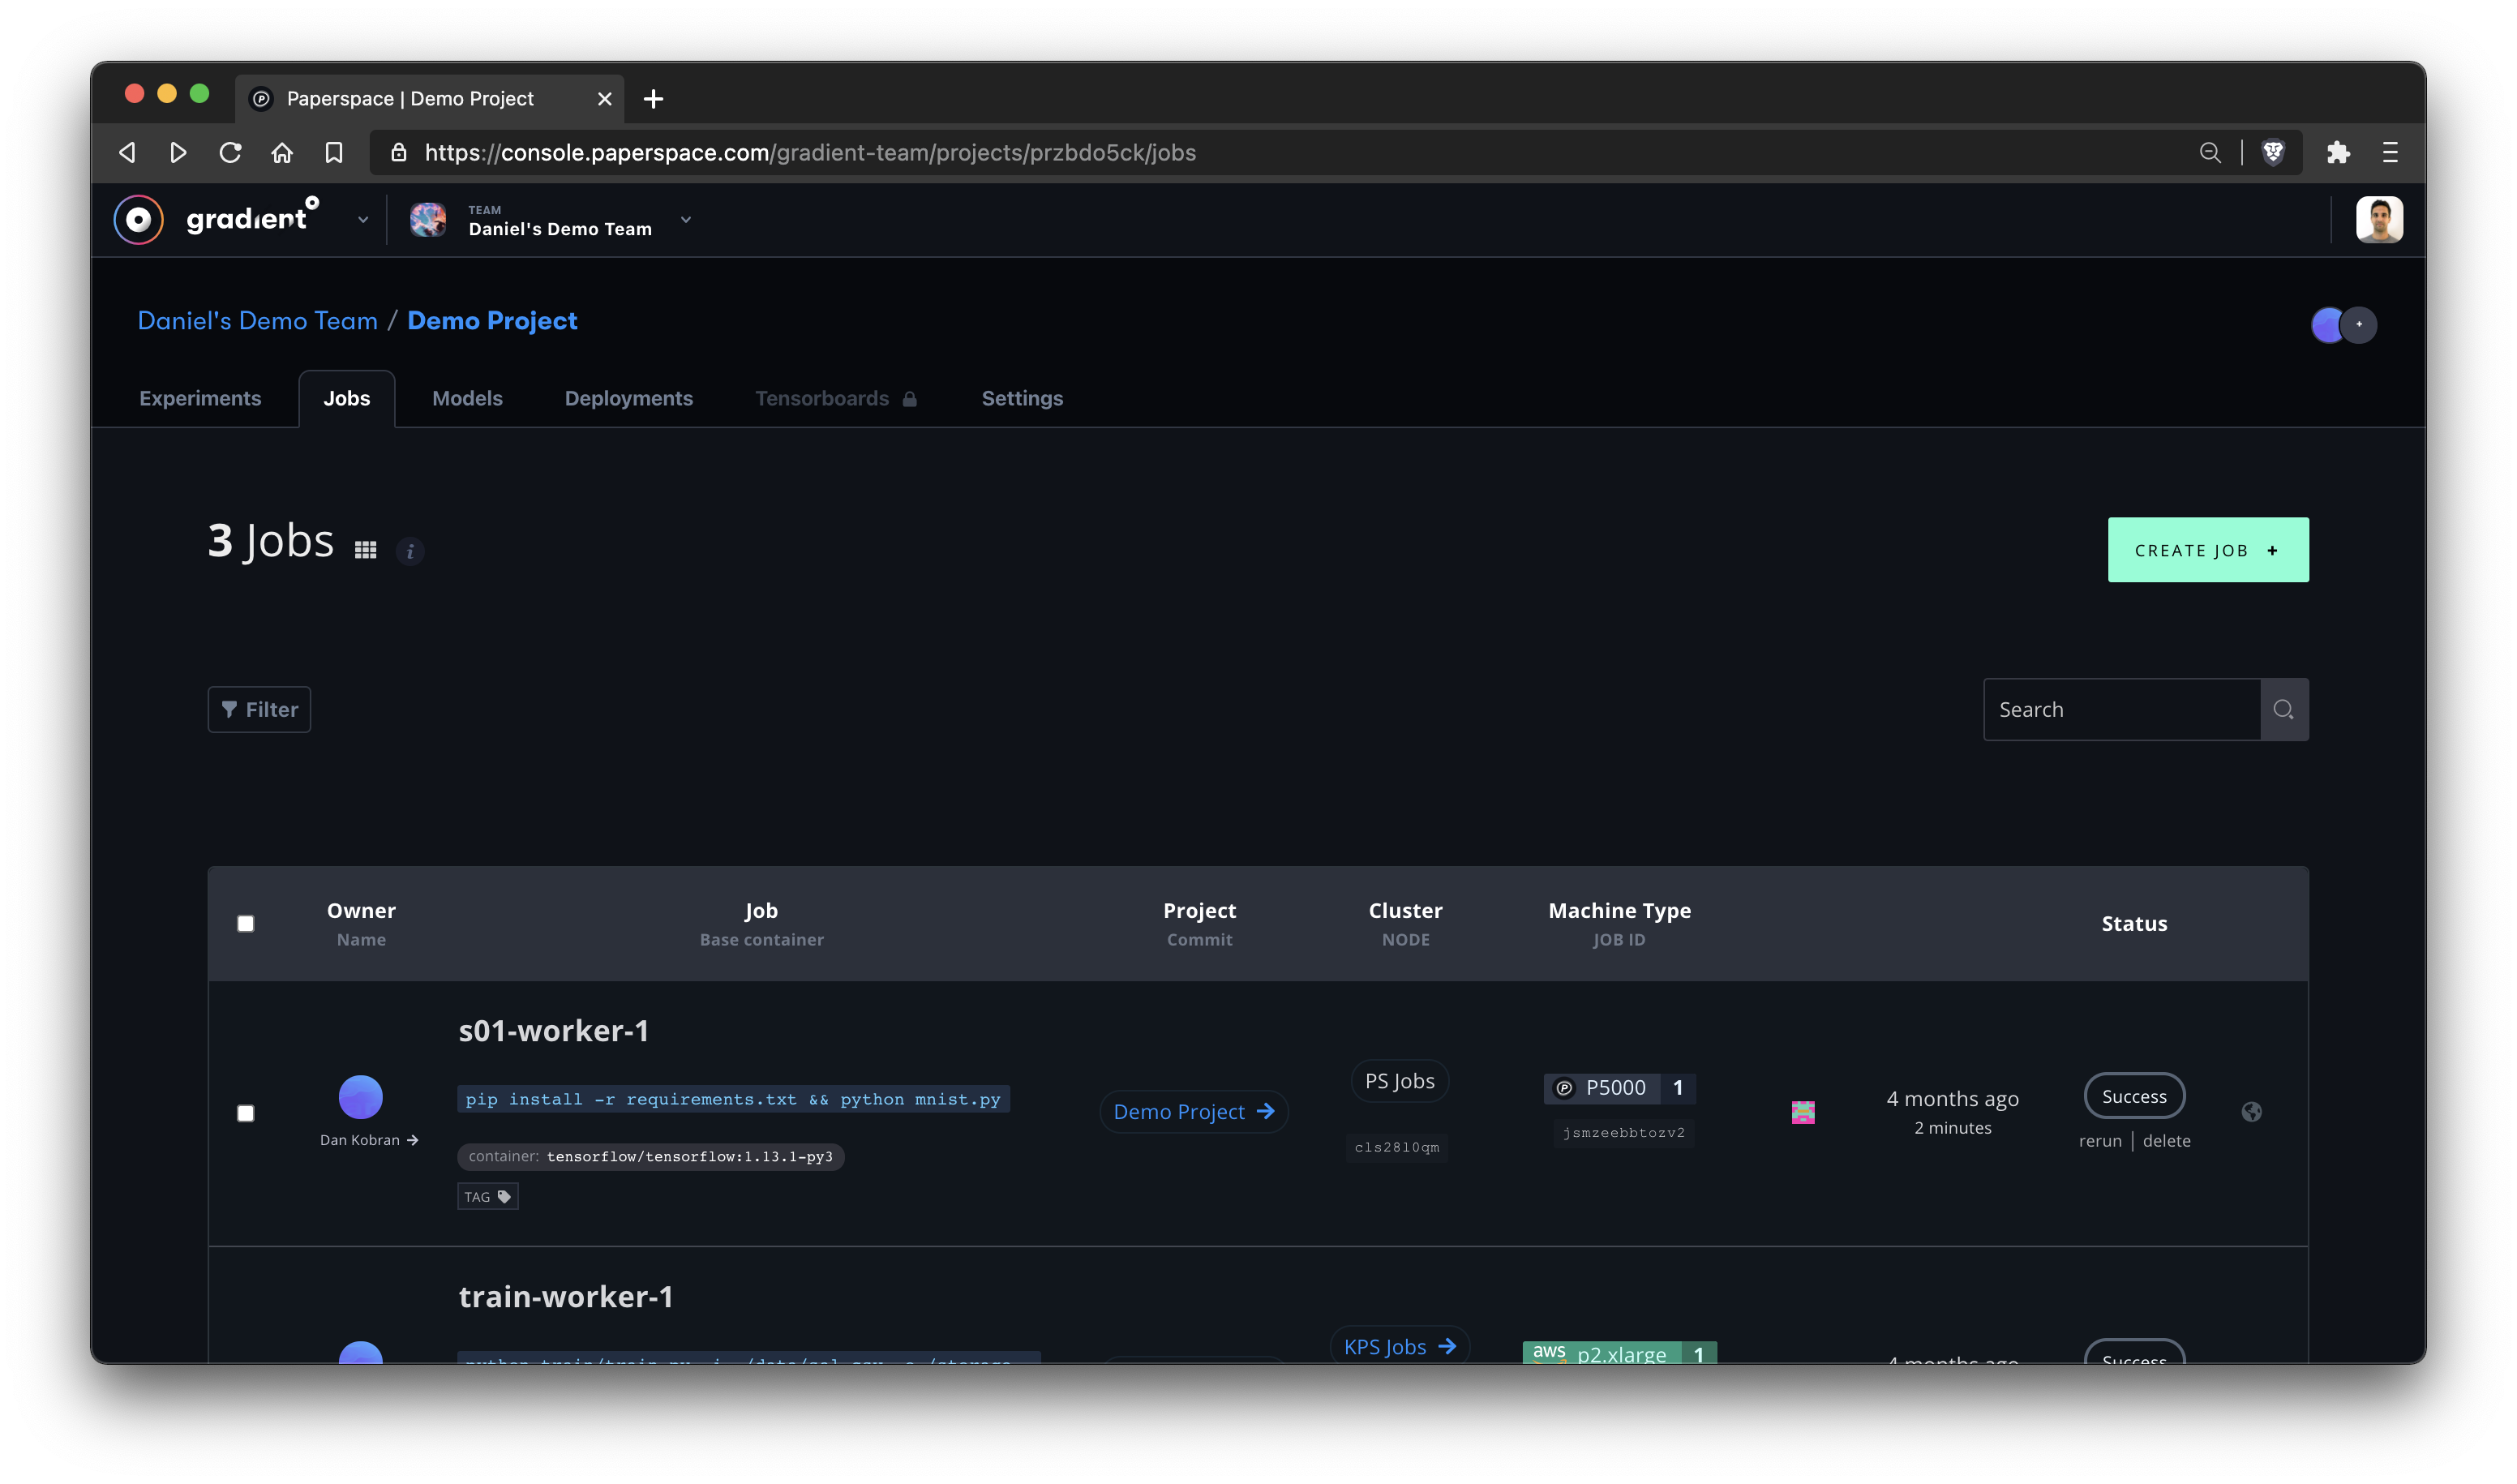 Paperspace | Demo Project
https://console.paperspace.com/gradient-team/projects/przbdo5ck/jobs
gradient
TEAM
Daniel's Demo Team
Daniel's Demo Team / Demo Project
Experiments Jobs Models Deployments Tensorboards Settings
3 Jobs
CREATE JOB +
Filter
Search
Owner Job Project Cluster Machine Type Status
Name Base container Commit NODE JOB ID
s01-worker-1
pip install -r requirements.txt && python mnist.py
container: tensorflow/tensorflow:1.13.1-py3
TAG
Dan Kobran
Demo Project
PS Jobs
cls28l0qm
P5000 1
jsmzeebbtozv2
4 months ago
2 minutes
Success
rerun | delete
train-worker-1
KPS Jobs
aws p2.xlarge 1
4 months ago
Success